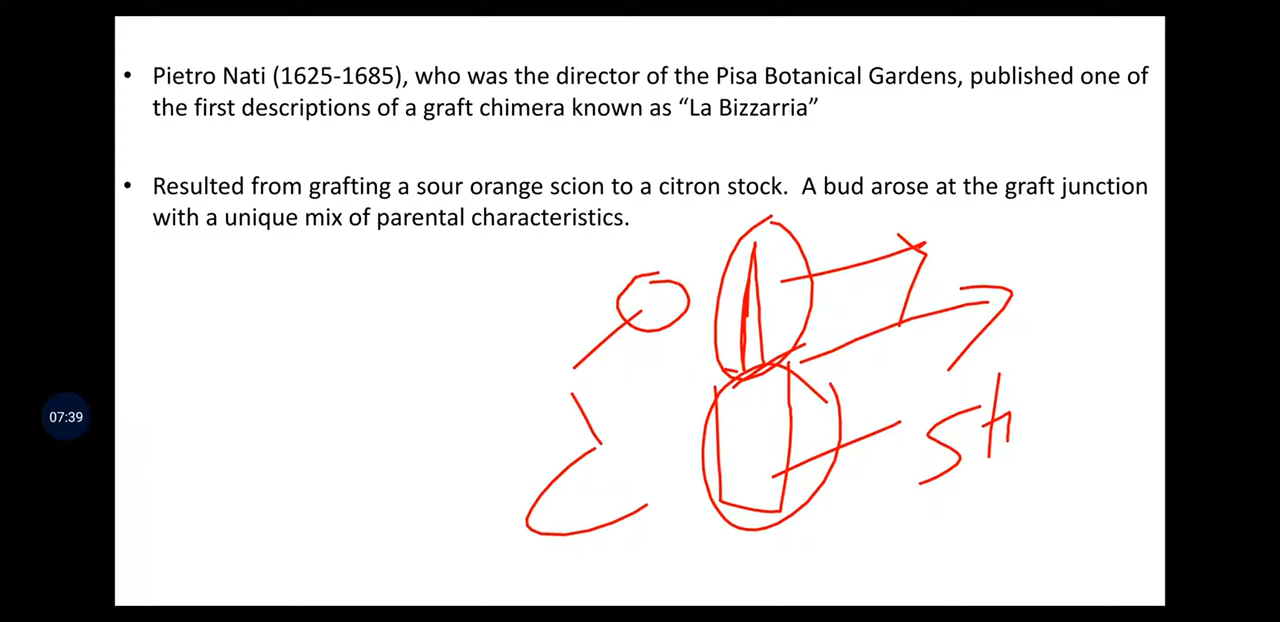 • Pietro Nati (1625-1685), who was the director of the Pisa Botanical Gardens, published one of
the first descriptions of a graft chimera known as “La Bizzarria”
• Resulted from grafting a sour orange scion to a citron stock. A bud arose at the graft junction
with a unique mix of parental characteristics.
07:39